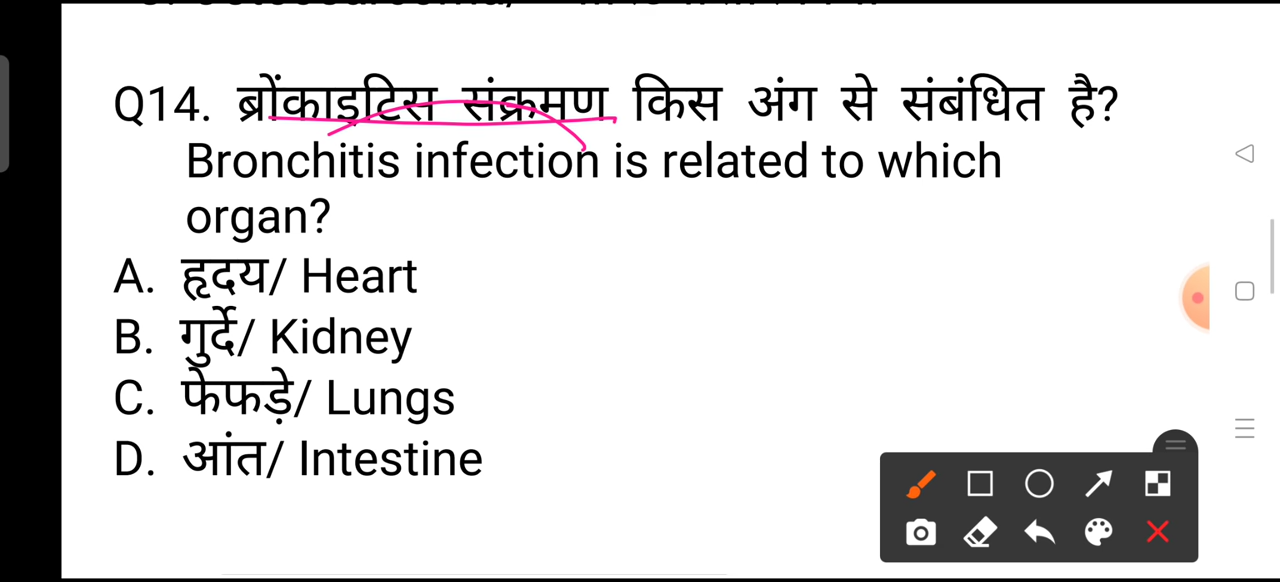 Q14. ब्रोंकाइटिस संक्रमण किस अंग से संबंधित है?
Bronchitis infection is related to which
organ?
A. हृदय/ Heart
B. गुर्दे/ Kidney
C. फेफड़े/ Lungs
D. आंत/ Intestine